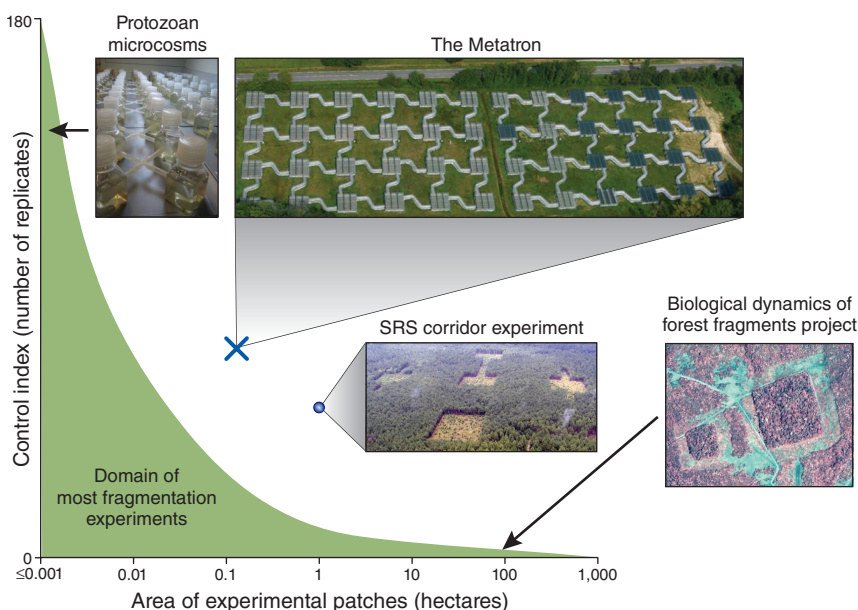 180
Protozoan
microcosms
The Metatron
Control index (number of replicates)
SRS corridor experiment
Biological dynamics of
forest fragments project
Domain of
most fragmentation
experiments
0
≤0.001
0.01
0.1
1
10
100
1,000
Area of experimental patches (hectares)